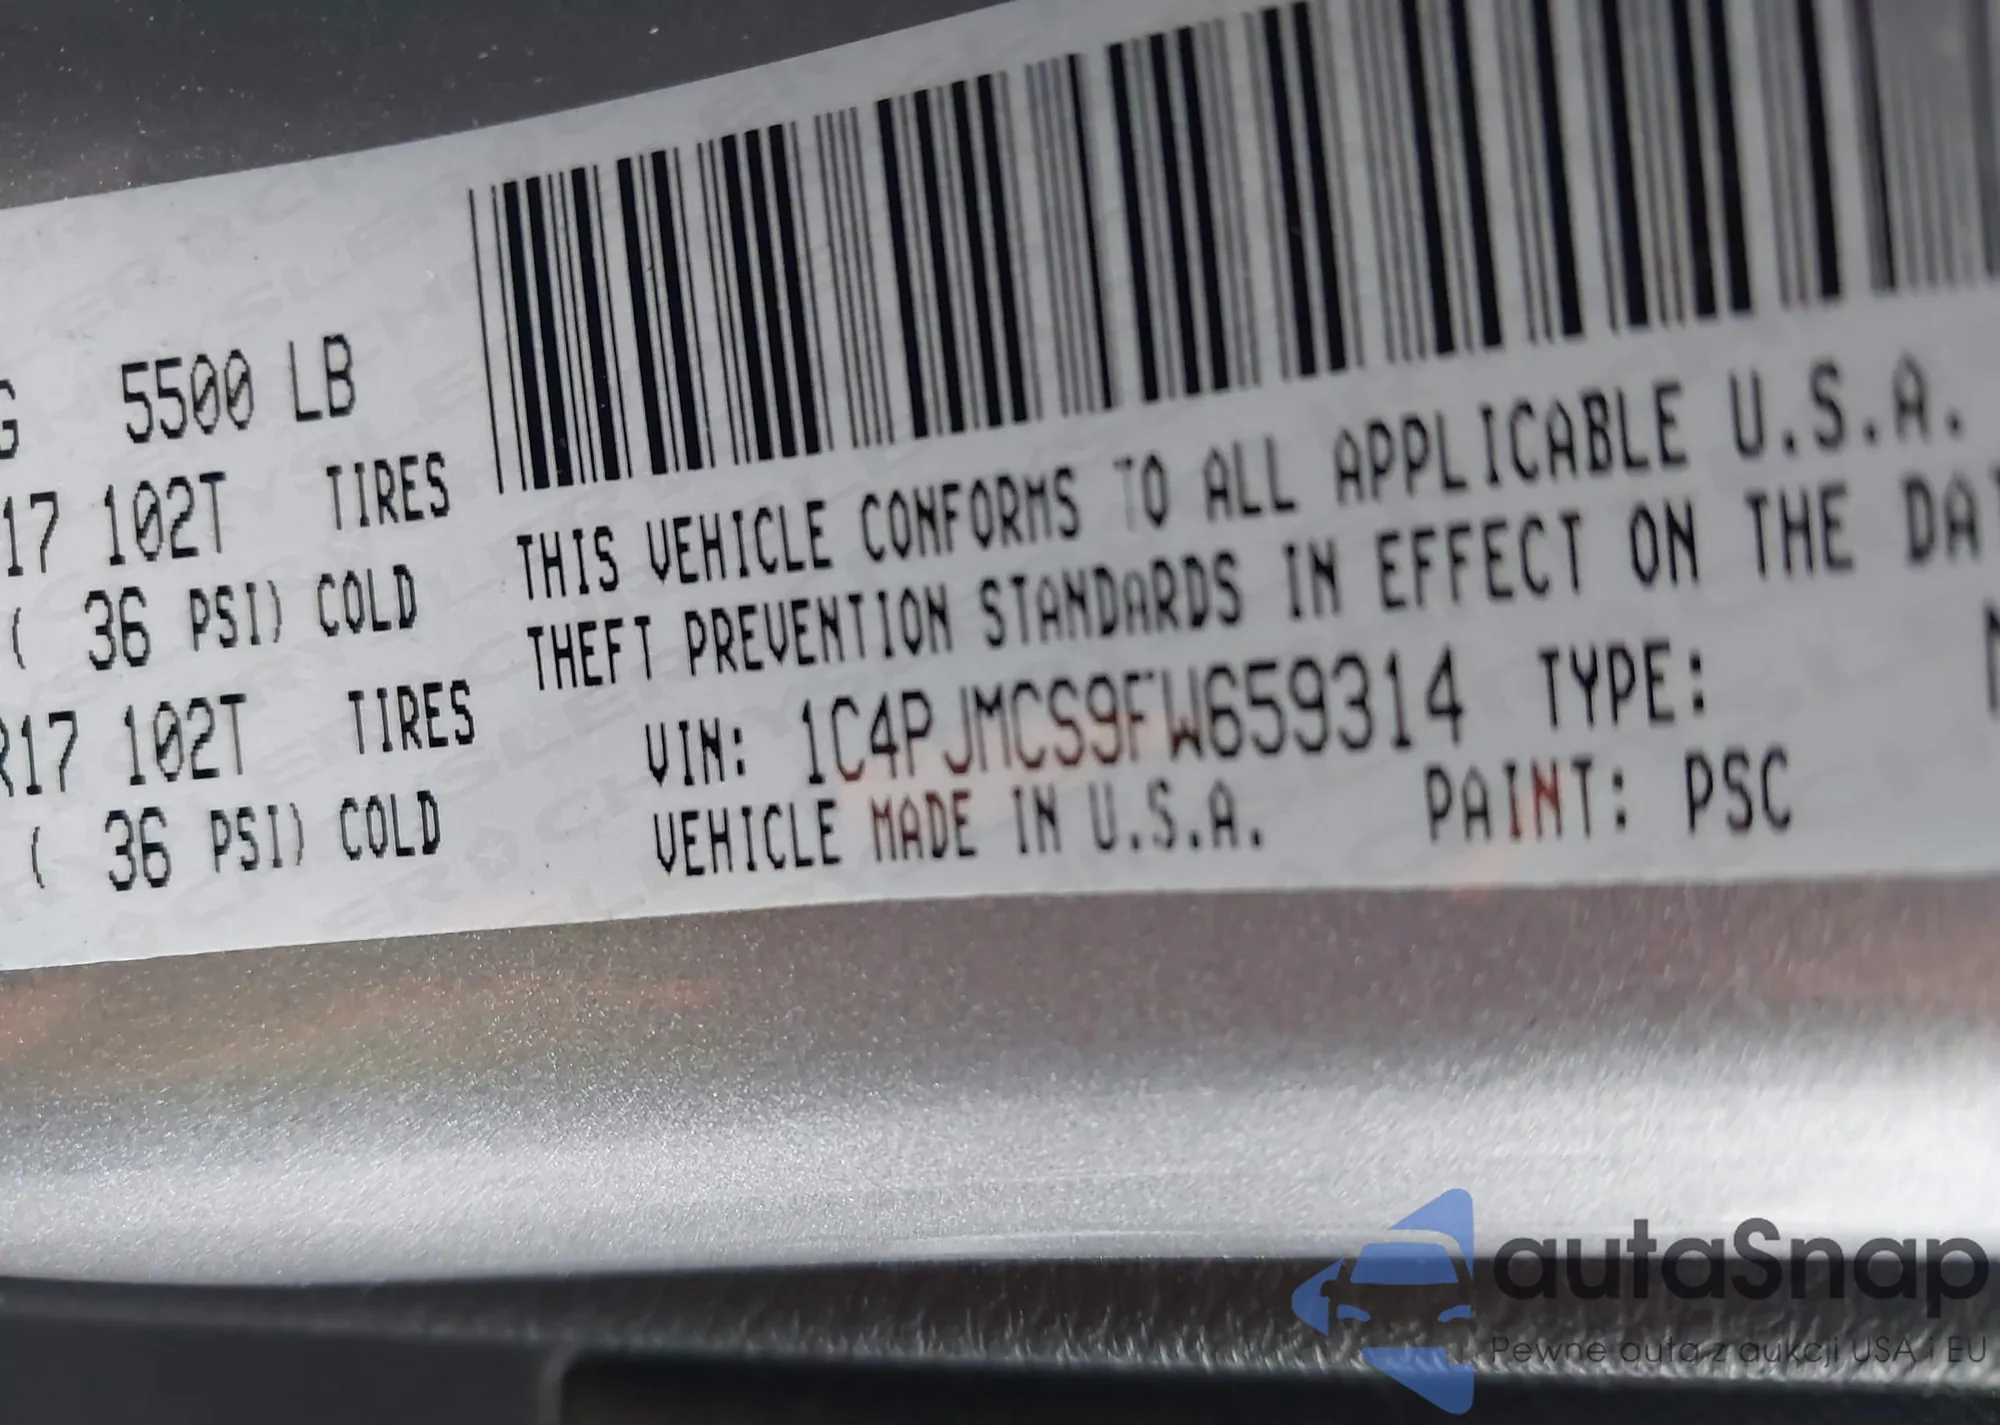 G 5500 LB
17 102T TIRES
( 36 PSI) COLD
R17 102T TIRES
( 36 PSI) COLD
THIS VEHICLE CONFORMS TO ALL APPLICABLE U.S.A.
THEFT PREVENTION STANDARDS IN EFFECT ON THE DAT
VIN: 1C4PJMCS9FW659314 TYPE:
VEHICLE MADE IN U.S.A. PAINT: PSC
autaSnap
Pewne auta z aukcji USA i EU